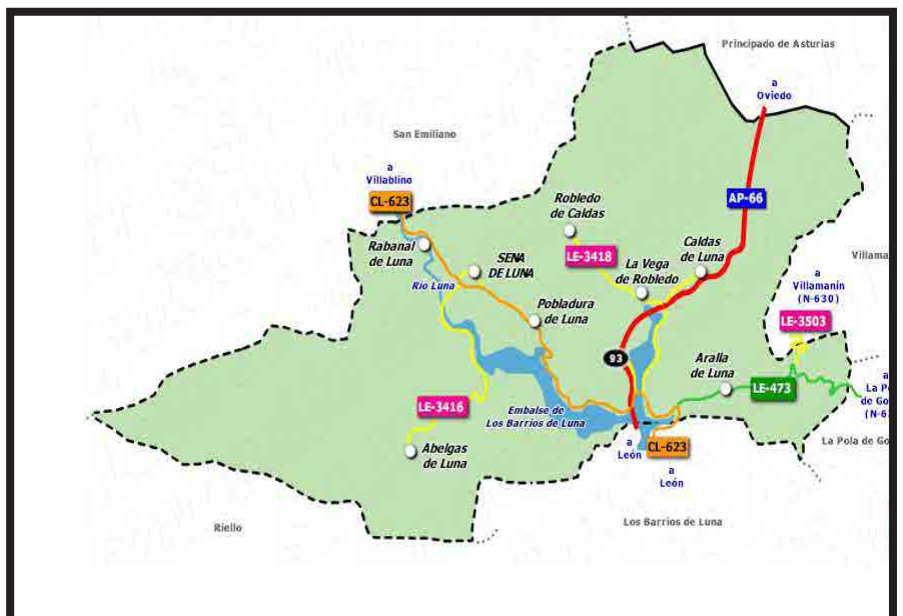 Principado de Asturias
a
Oviedo
San Emiliano
a
Villablino
CL-623
Robledo
de Caldas
AP-66
Rabanal
de Luna
SENA
DE LUNA
LE-3418
Caldas
de Luna
La Vega
de Robledo
Río Luna
Villama
a
Villamanín
(N-630)
LE-3503
Pobladura
de Luna
93
Aralla
de Luna
LE-473
a
La Po
de Go
(N-6
LE-3416
Embalse de
Los Barrios de Luna
Abelgas
de Luna
a
León
CL-623
a
León
La Pola de Go
Riello
Los Barrios de Luna